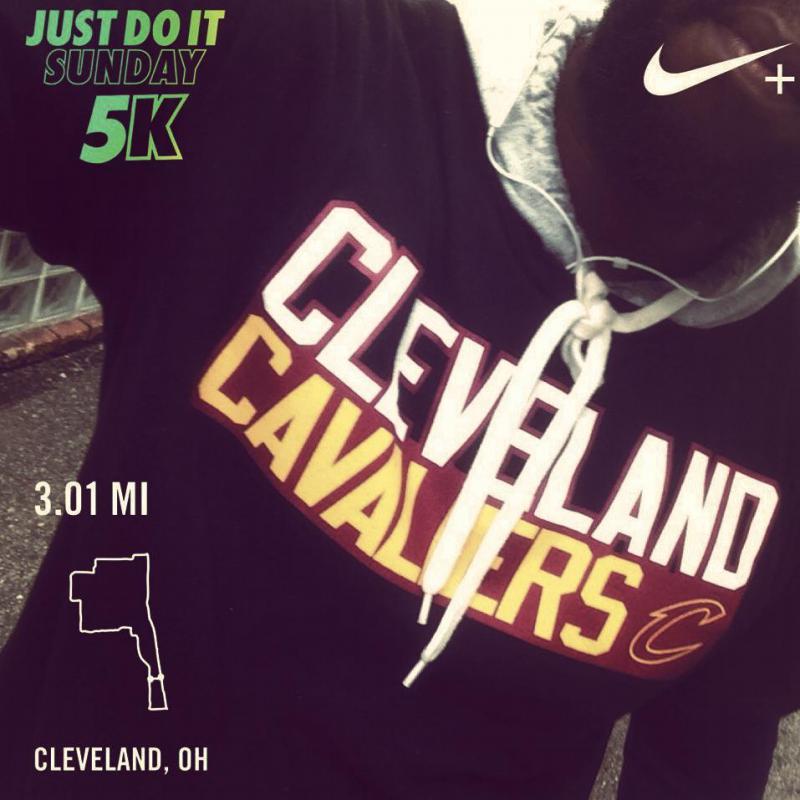 JUST DO IT
SUNDAY
5K
+
CLEVELAND
CAVALIERS
C
3.01 MI
CLEVELAND, OH